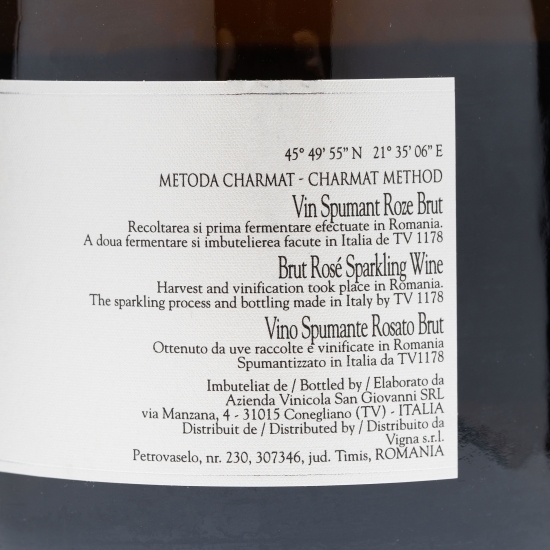 45° 49' 55" N 21° 35' 06" E
METODA CHARMAT - CHARMAT METHOD
Vin Spumant Roze Brut
Recoltarea si prima fermentare efectuate in Romania.
A doua fermentare si imbutelierea facute in Italia de TV 1178
Brut Rosé Sparkling Wine
Harvest and vinification took place in Romania.
The sparkling process and bottling made in Italy by TV 1178
Vino Spumante Rosato Brut
Ottenuto da uve raccolte e vinificate in Romania
Spumantizzato in Italia da TV1178
Imbuteliat de / Bottled by / Elaborato da
Azienda Vinicola San Giovanni SRL
via Manzana, 4 - 31015 Conegliano (TV) - ITALIA
Distribuit de / Distributed by / Distribuito da
Vigna s.r.l.
Petrovaselo, nr. 230, 307346, jud. Timis, ROMANIA